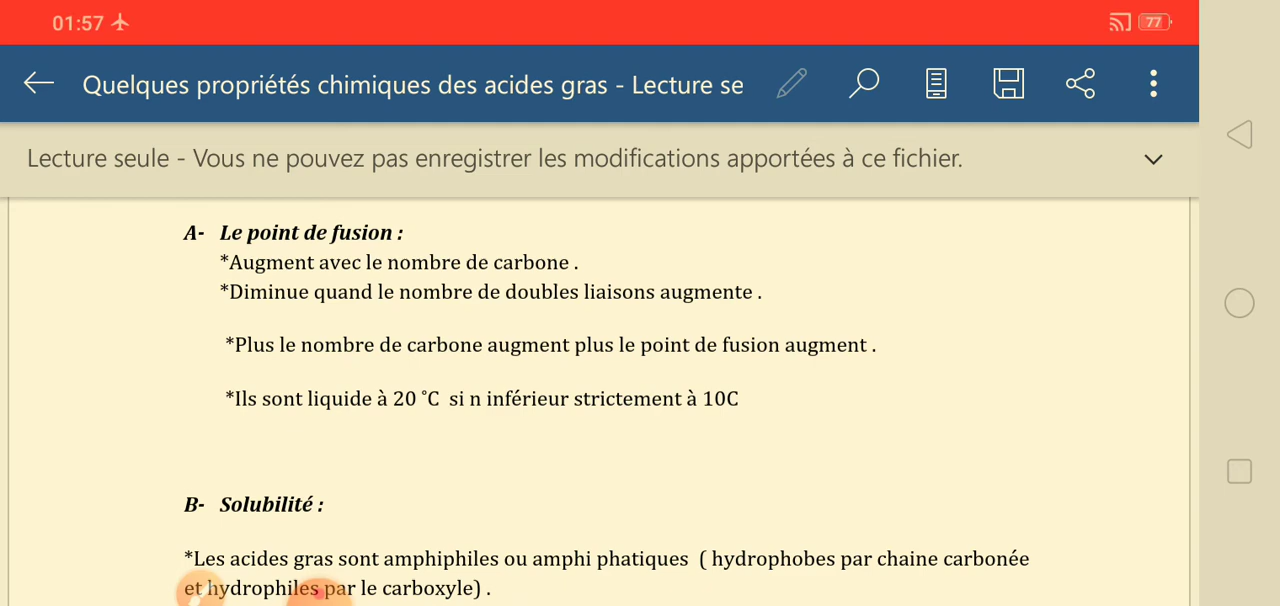 01:57
77
Quelques propriétés chimiques des acides gras - Lecture se
Lecture seule - Vous ne pouvez pas enregistrer les modifications apportées à ce fichier.
A- Le point de fusion :
*Augment avec le nombre de carbone .
*Diminue quand le nombre de doubles liaisons augmente .
*Plus le nombre de carbone augment plus le point de fusion augment .
*Ils sont liquide à 20 °C si n inférieur strictement à 10C
B- Solubilité :
*Les acides gras sont amphiphiles ou amphi phatiques ( hydrophobes par chaine carbonée
et hydrophiles par le carboxyle) .